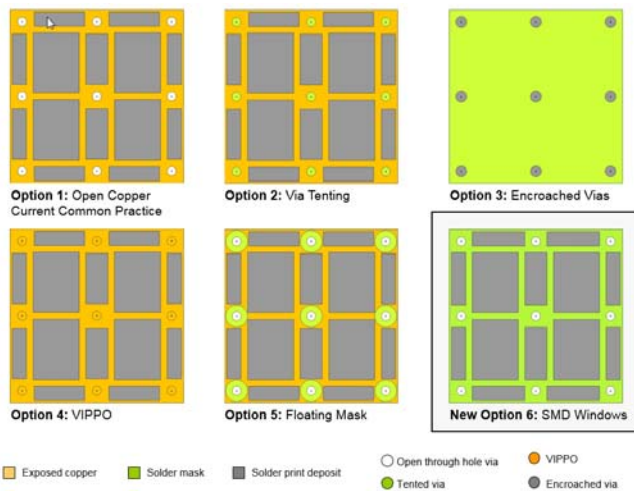 Option 1: Open Copper
Current Common Practice
Option 2: Via Tenting
Option 3: Encroached Vias
Option 4: VIPPO
Option 5: Floating Mask
New Option 6: SMD Windows
Exposed copper
Solder mask
Solder print deposit
Open through hole via
VIPPO
Tented via
Encroached via